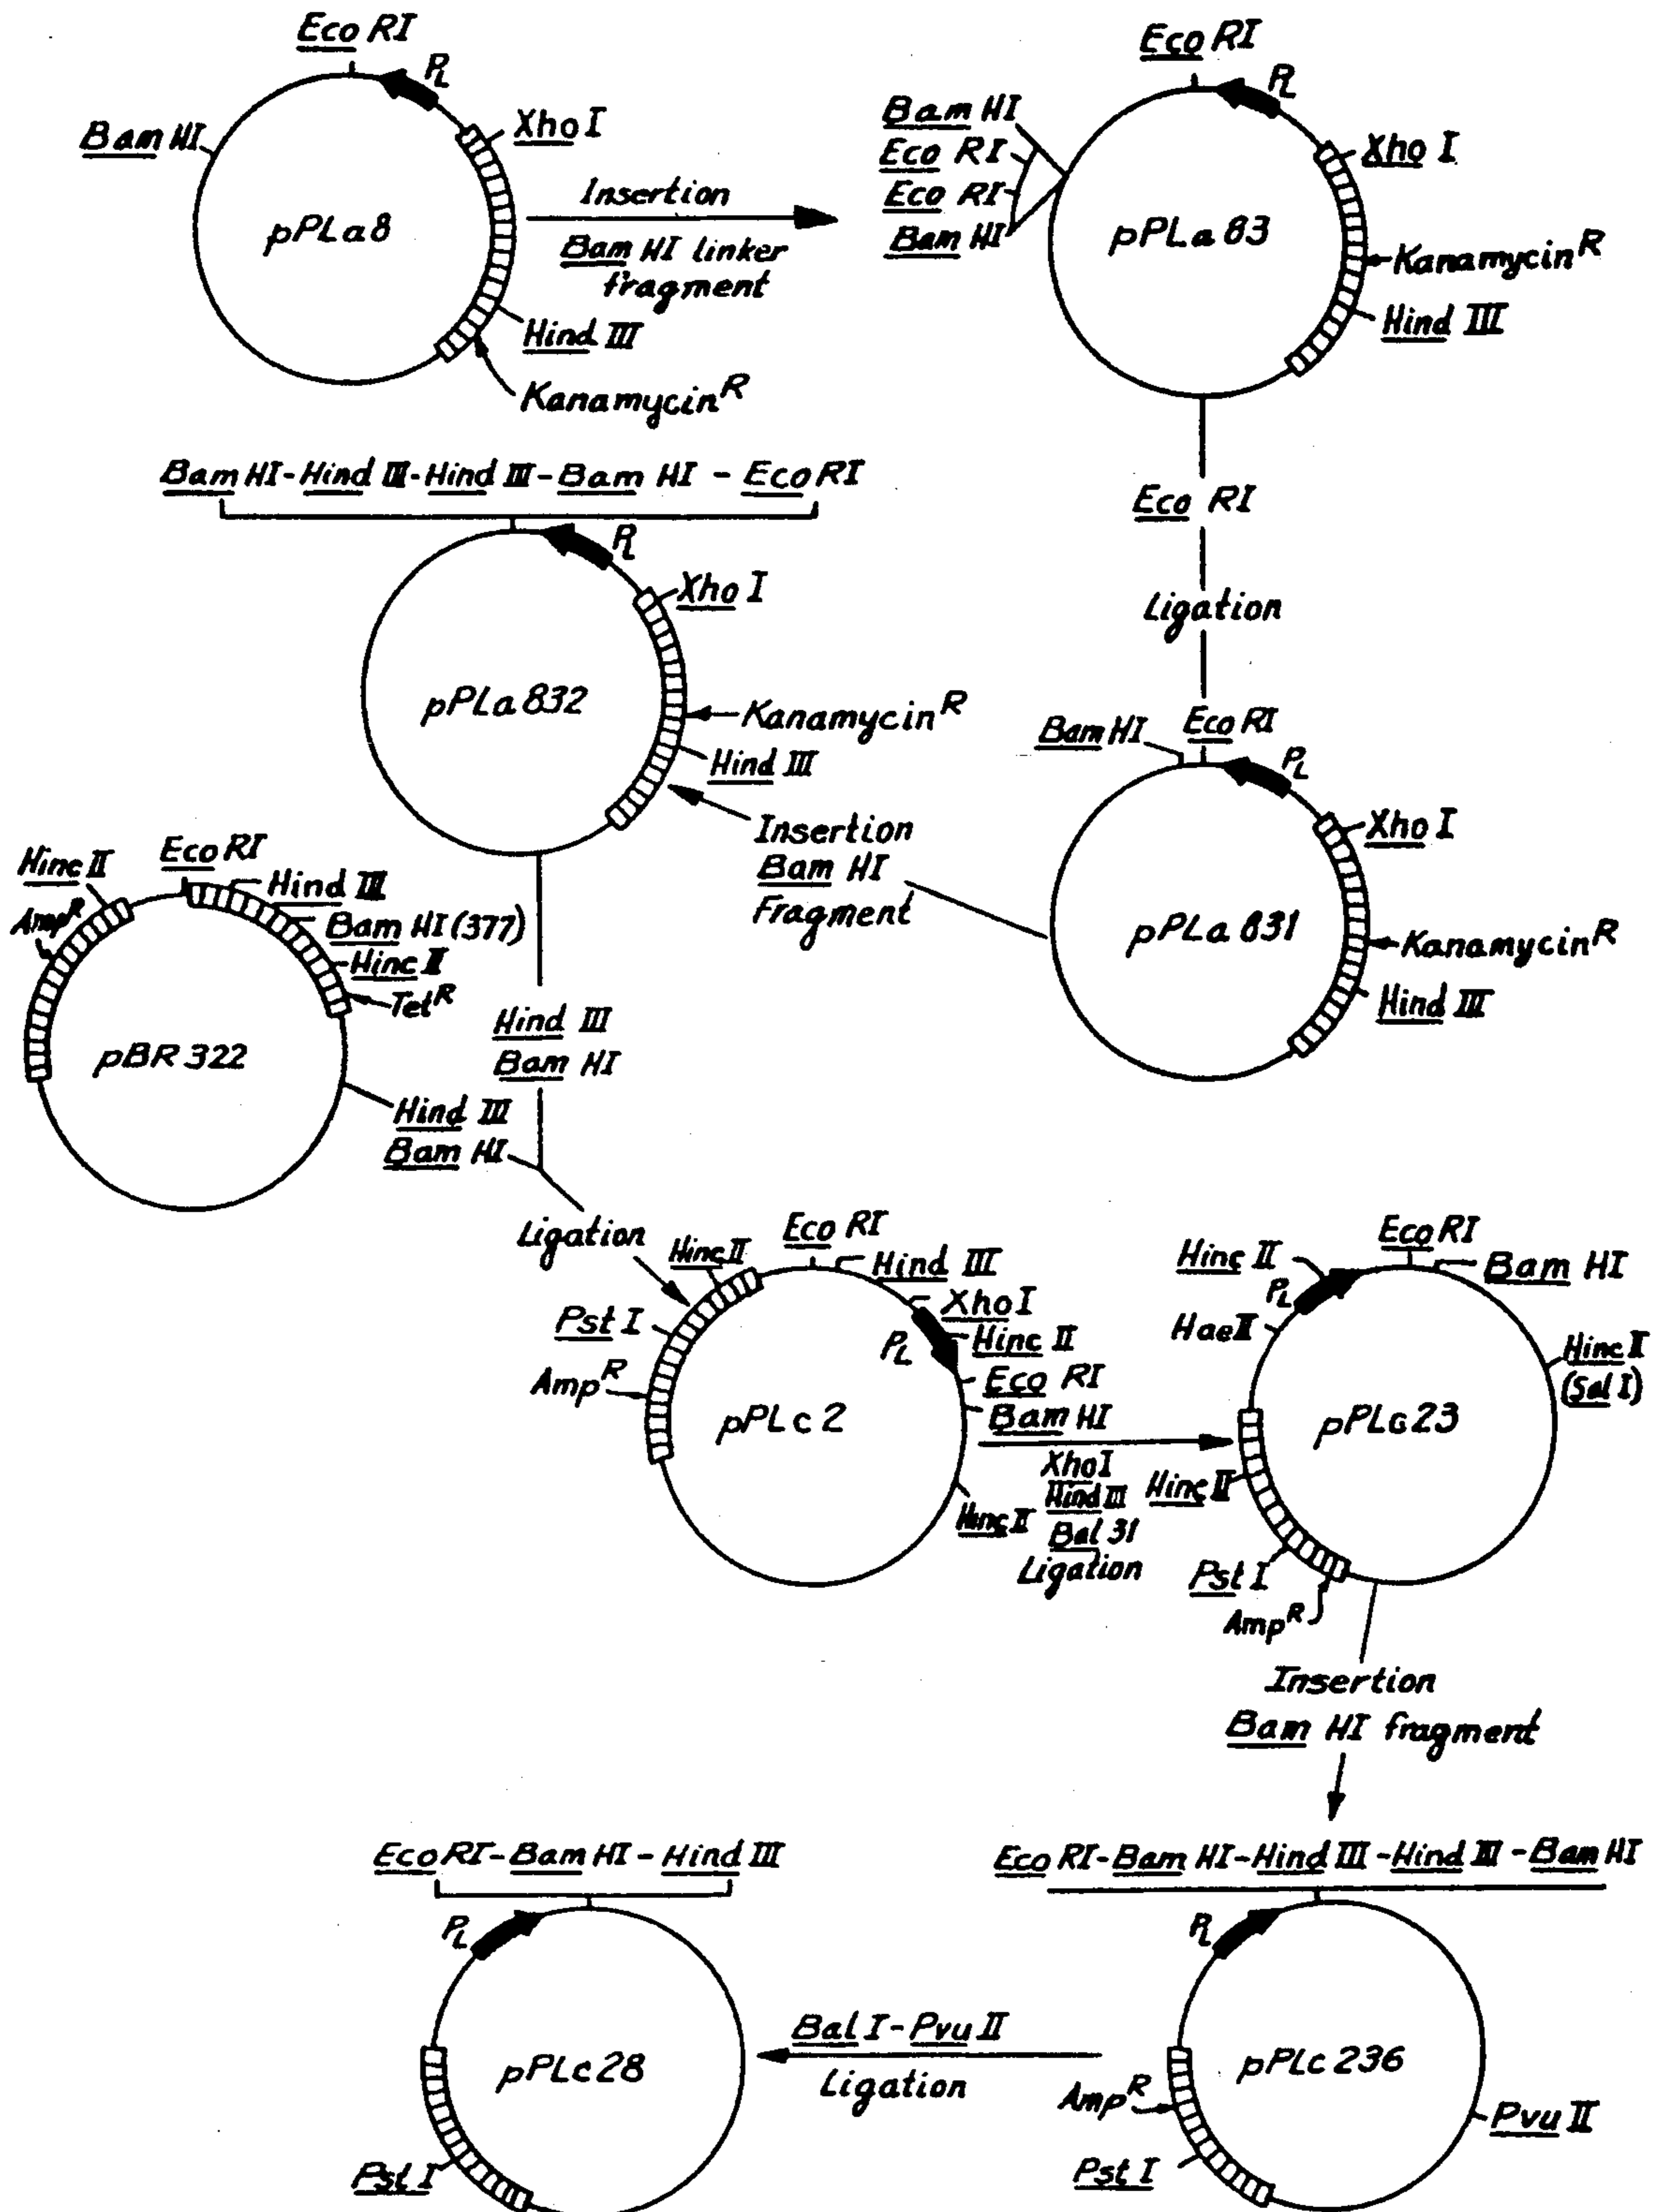 Eco RI
PL
Bam HI
Xho I
pPLa8
Hind III
Kanamycin R
Insertion
Bam HI linker
fragment
Eco RI
PL
Bam HI
Eco RI
Eco RI
Bam HI
Xho I
pPLa 83
Kanamycin R
Hind III
Eco RI
Ligation
Bam HI-Hind III-Hind III-Bam HI - Eco RI
PL
Xho I
pPLa 832
Kanamycin R
Hind III
Insertion
Bam HI
Fragment
Bam HI
Eco RI
PL
Xho I
pPLa 831
Kanamycin R
Hind III
Hinc II
Eco RI
Hind III
Amp R
Bam HI (377)
Hinc II
Tet R
pBR 322
Hind III
Bam HI
Hind III
Bam HI
Ligation
Hinc II
Eco RI
Hind III
Xho I
Pst I
PL
Hinc II
Amp R
Eco RI
Bam HI
pPLc 2
Hinc II
Xho I
Hind III
Bal 31
Ligation
Hinc II
Eco RI
Bam HI
PL
Hae II
Hinc II
(Sal I)
pPLG23
Hinc II
Pst I
Amp R
Insertion
Bam HI fragment
Eco RI-Bam HI-Hind III
PL
pPLc 28
Pst I
Bal I-Pvu II
Ligation
Eco RI-Bam HI-Hind III-Hind III-Bam HI
PL
pPLc 236
Amp R
Pvu II
Pst I